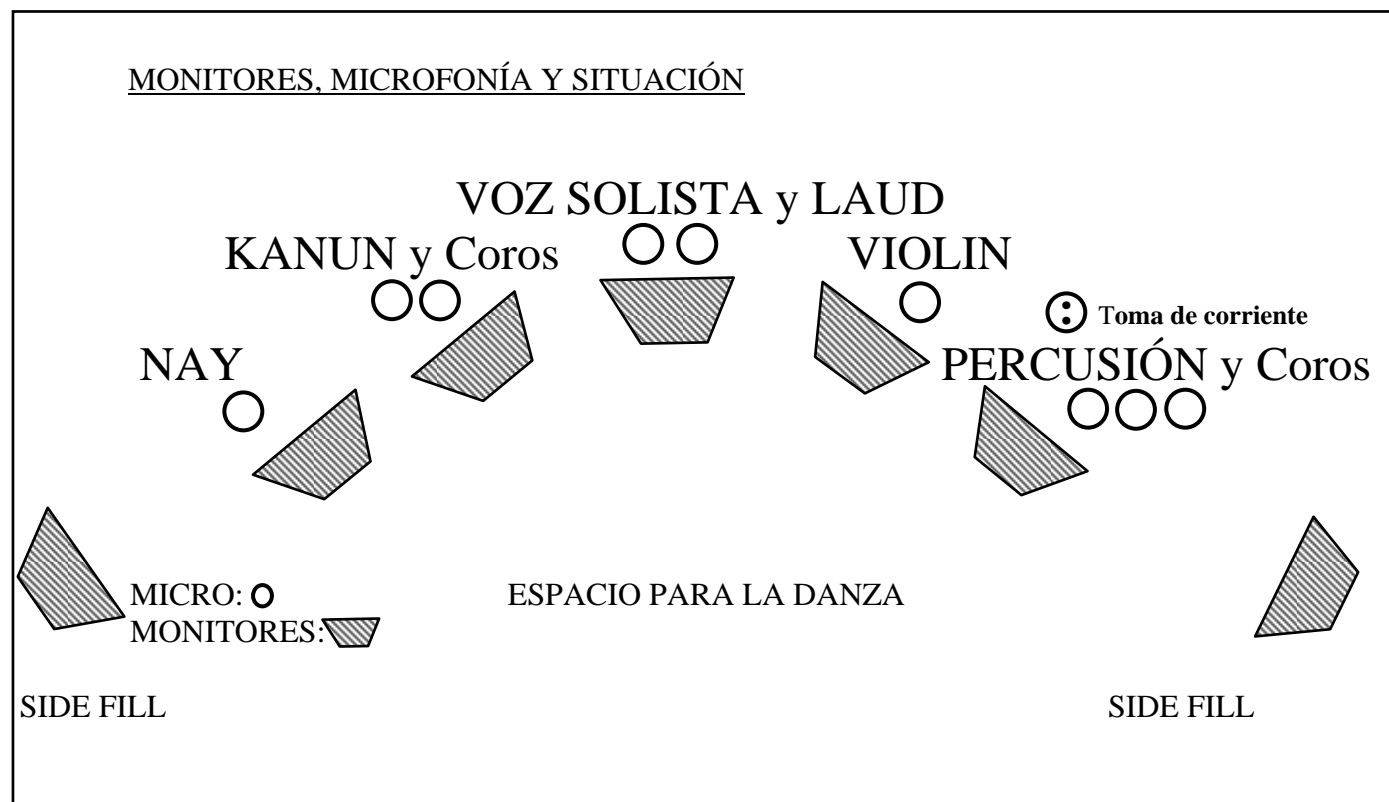 MONITORES, MICROFONÍA Y SITUACIÓN
VOZ SOLISTA y LAUD
KANUN y Coros
VIOLIN
Toma de corriente
NAY
PERCUSIÓN y Coros
MICRO:
ESPACIO PARA LA DANZA
MONITORES:
SIDE FILL
SIDE FILL